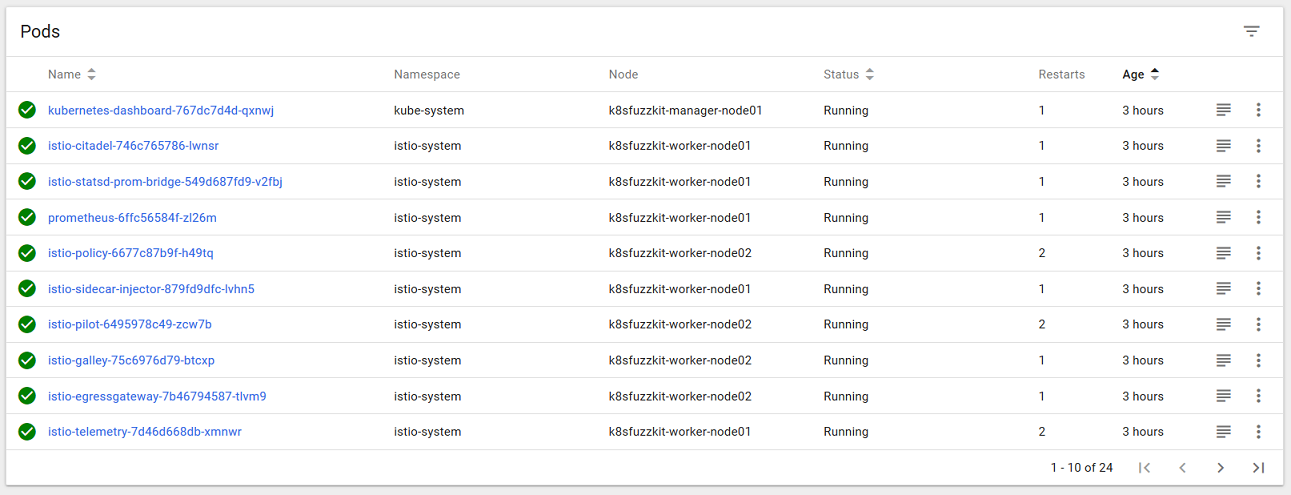 Pods
Name Namespace Node Status Restarts Age
kubernetes-dashboard-767dc7d4d-qxnwj kube-system k8sfuzzkit-manager-node01 Running 1 3 hours
istio-citadel-746c765786-lwnsr istio-system k8sfuzzkit-worker-node01 Running 1 3 hours
istio-statsd-prom-bridge-549d687fd9-v2fbj istio-system k8sfuzzkit-worker-node01 Running 1 3 hours
prometheus-6ffc56584f-zl26m istio-system k8sfuzzkit-worker-node01 Running 1 3 hours
istio-policy-6677c87b9f-h49tq istio-system k8sfuzzkit-worker-node02 Running 2 3 hours
istio-sidecar-injector-879fd9dfc-lvhn5 istio-system k8sfuzzkit-worker-node01 Running 1 3 hours
istio-pilot-6495978c49-zcw7b istio-system k8sfuzzkit-worker-node02 Running 2 3 hours
istio-galley-75c6976d79-btcxp istio-system k8sfuzzkit-worker-node02 Running 1 3 hours
istio-egressgateway-7b46794587-tlvm9 istio-system k8sfuzzkit-worker-node02 Running 1 3 hours
istio-telemetry-7d46d668db-xmnwr istio-system k8sfuzzkit-worker-node01 Running 2 3 hours
1 - 10 of 24